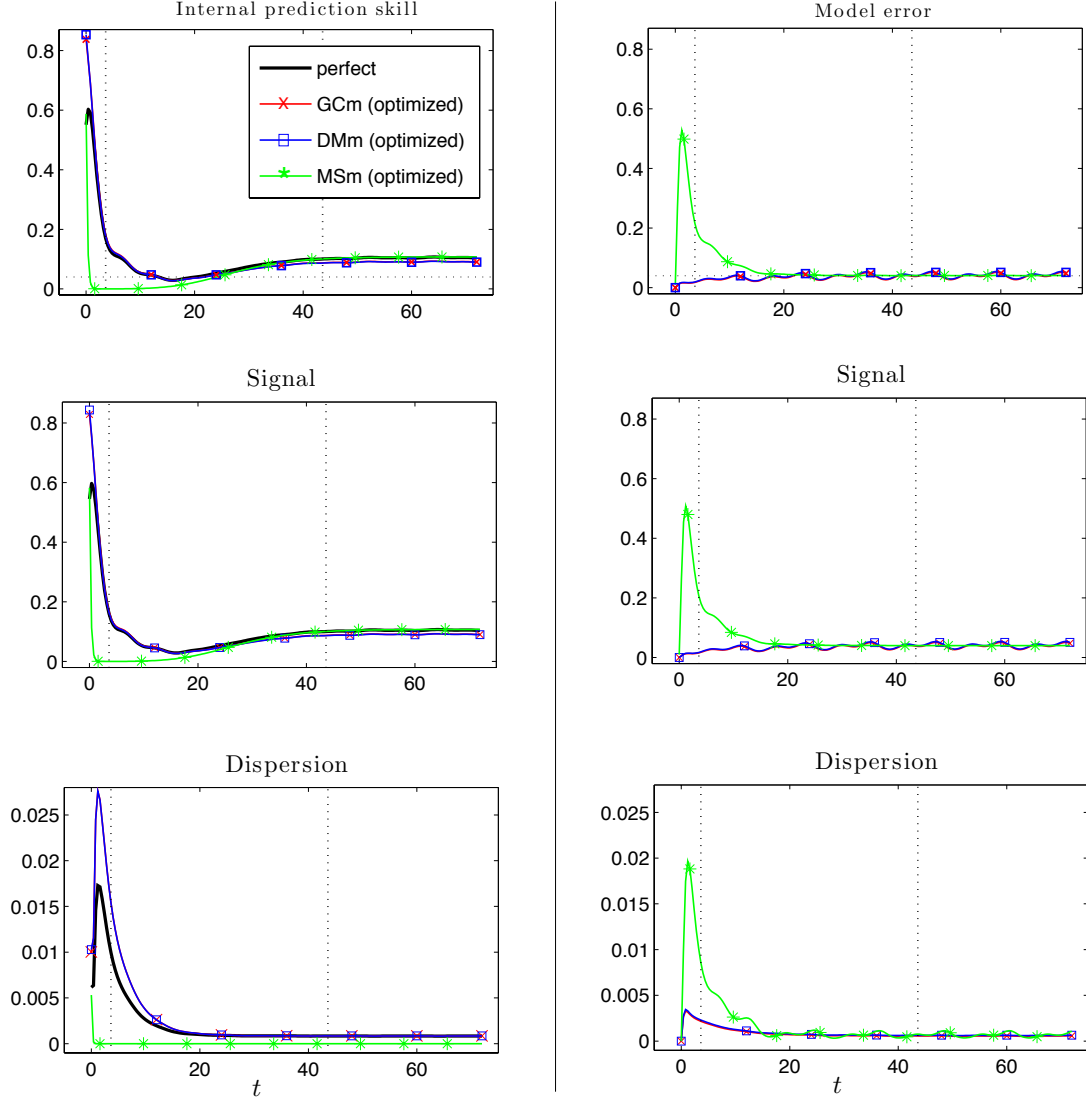 Internal prediction skill
0.8
0.6
0.4
0.2
0
0 20 40 60
perfect
GCm (optimized)
DMm (optimized)
MSm (optimized)
Signal
0.8
0.6
0.4
0.2
0
0 20 40 60
Dispersion
0.025
0.02
0.015
0.01
0.005
0
0 20 40 60
t
Model error
0.8
0.6
0.4
0.2
0
0 20 40 60
Signal
0.8
0.6
0.4
0.2
0
0 20 40 60
Dispersion
0.025
0.02
0.015
0.01
0.005
0
0 20 40 60
t